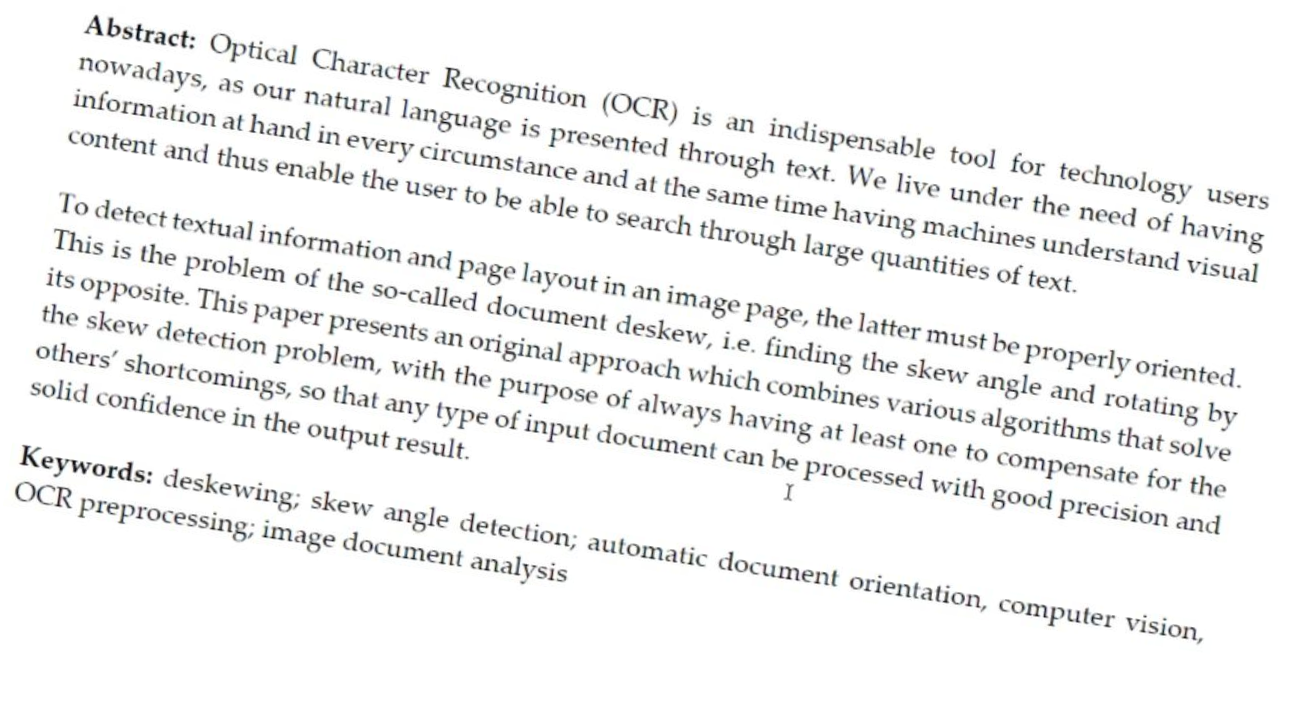 Abstract: Optical Character Recognition (OCR) is an indispensable tool for technology users
nowadays, as our natural language is presented through text. We live under the need of having
information at hand in every circumstance and at the same time having machines understand visual
content and thus enable the user to be able to search through large quantities of text.
To detect textual information and page layout in an image page, the latter must be properly oriented.
This is the problem of the so-called document deskew, i.e. finding the skew angle and rotating by
its opposite. This paper presents an original approach which combines various algorithms that solve
the skew detection problem, with the purpose of always having at least one to compensate for the
others’ shortcomings, so that any type of input document can be processed with good precision and
solid confidence in the output result.
Keywords: deskewing; skew angle detection; automatic document orientation, computer vision,
OCR preprocessing; image document analysis